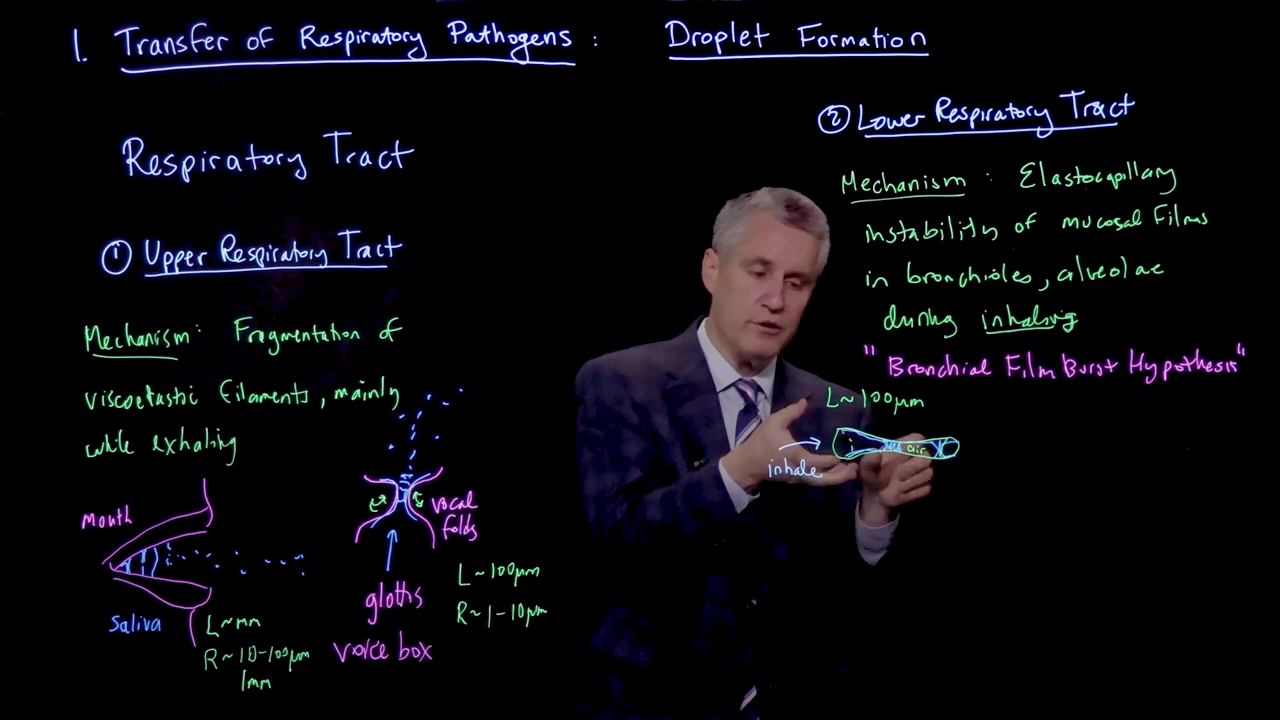 1. Transfer of Respiratory Pathogens : Droplet Formation
Respiratory Tract
① Upper Respiratory Tract
Mechanism: Fragmentation of
viscoelastic filaments, mainly
while exhaling
Mouth
Saliva
L~mm
R~10-100μm
1mm
vocal
folds
glottis
voice box
L~100μm
R~1-10μm
② Lower Respiratory Tract
Mechanism : Elastocapillary
instability of mucosal films
in bronchioles, alveolae
during inhaling
"Bronchial Film Burst Hypothesis"
L~100μm
inhale
air